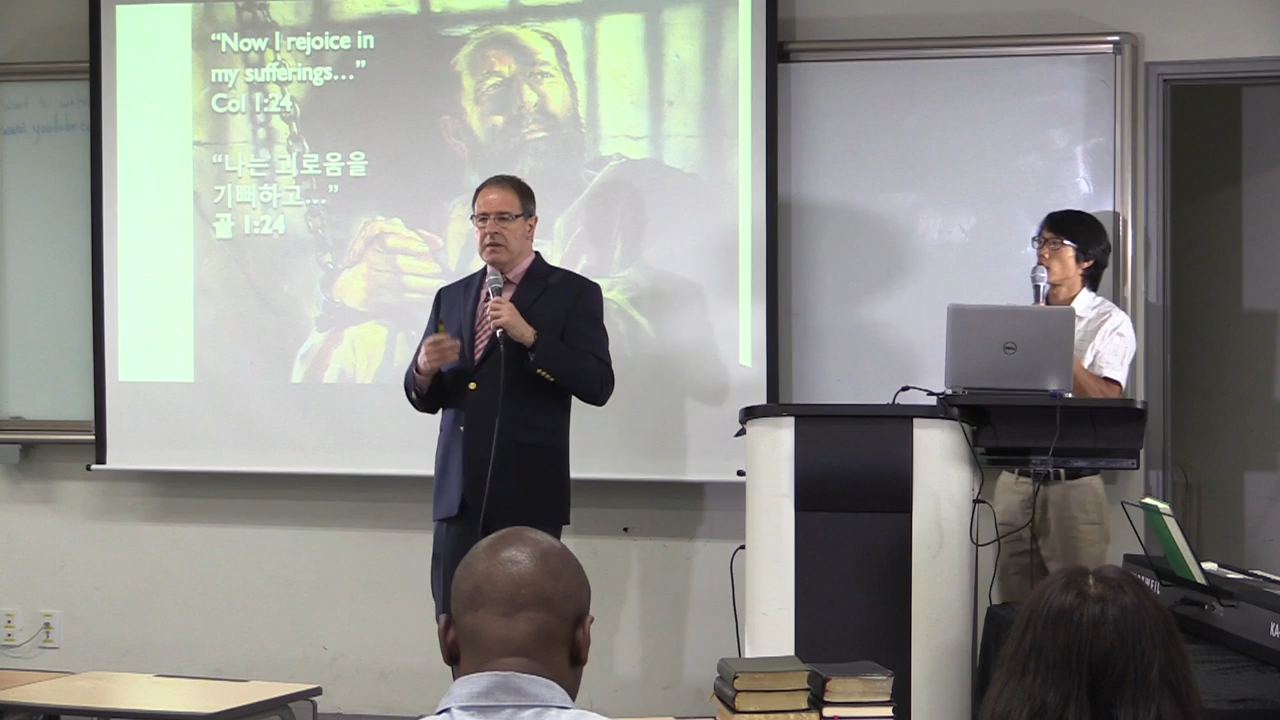 “Now I rejoice in
my sufferings...”
Col 1:24
“나는 괴로움을
기뻐하고...”
골 1:24
DELL